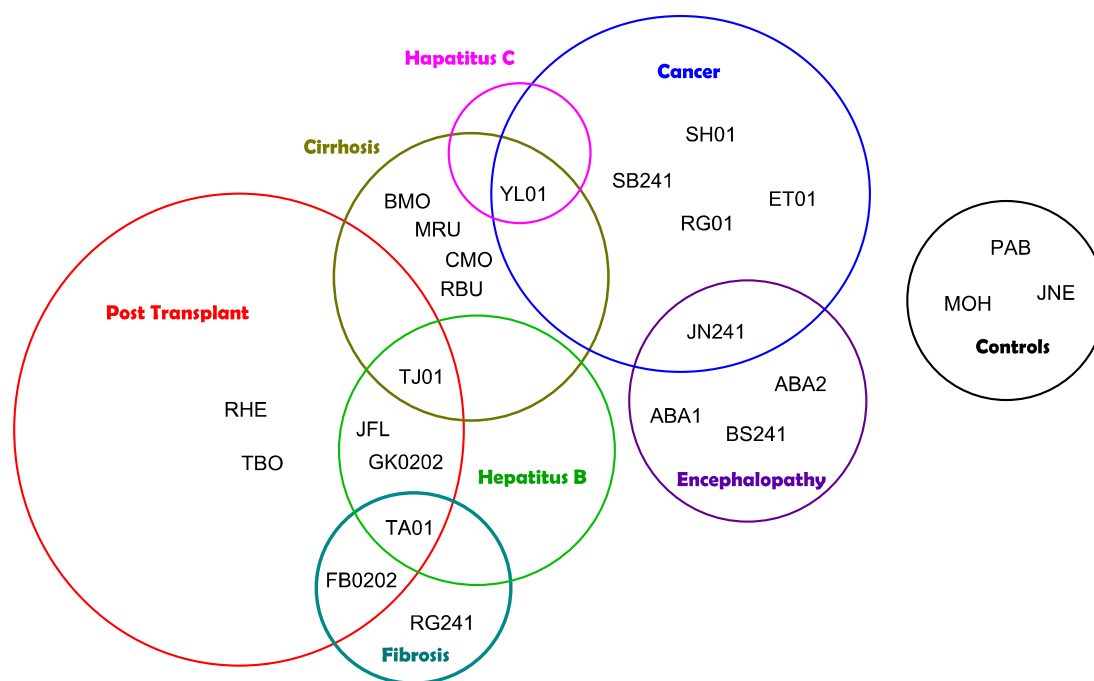 Hapatitus C
Cancer
SH01
Cirrhosis
SB241
YL01
ET01
BMO
RG01
MRU
PAB
CMO
RBU
JNE
MOH
Post Transplant
JN241
Controls
TJ01
ABA2
RHE
ABA1
JFL
BS241
GK0202
TBO
Hepatitus B
Encephalopathy
TA01
FB0202
RG241
Fibrosis